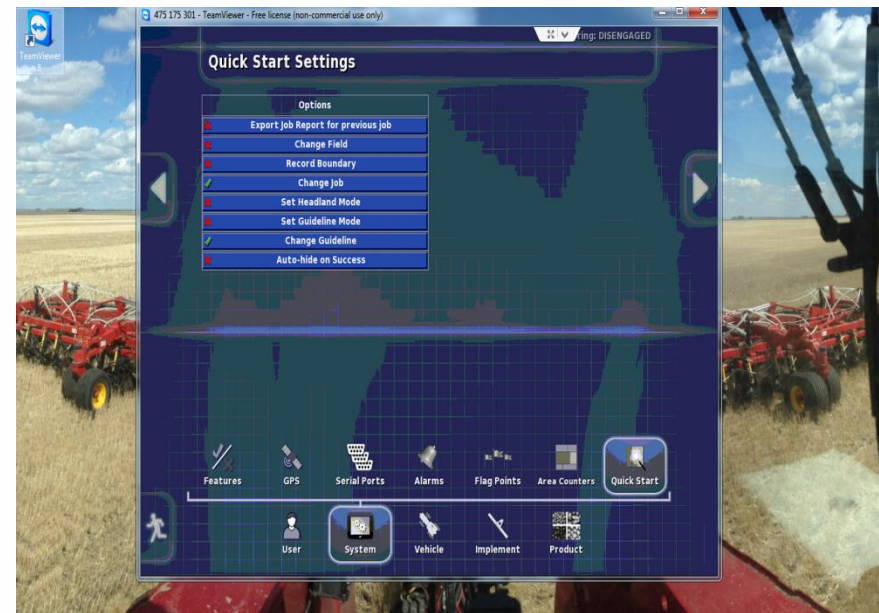 TeamViewer
475 175 301 - TeamViewer - Free license (non-commercial use only)
ring: DISENGAGED
Quick Start Settings
Options
Export Job Report for previous job
Change Field
Record Boundary
Change Job
Set Headland Mode
Set Guideline Mode
Change Guideline
Auto-hide on Success
Features
GPS
Serial Ports
Alarms
Flag Points
Area Counters
Quick Start
User
System
Vehicle
Implement
Product